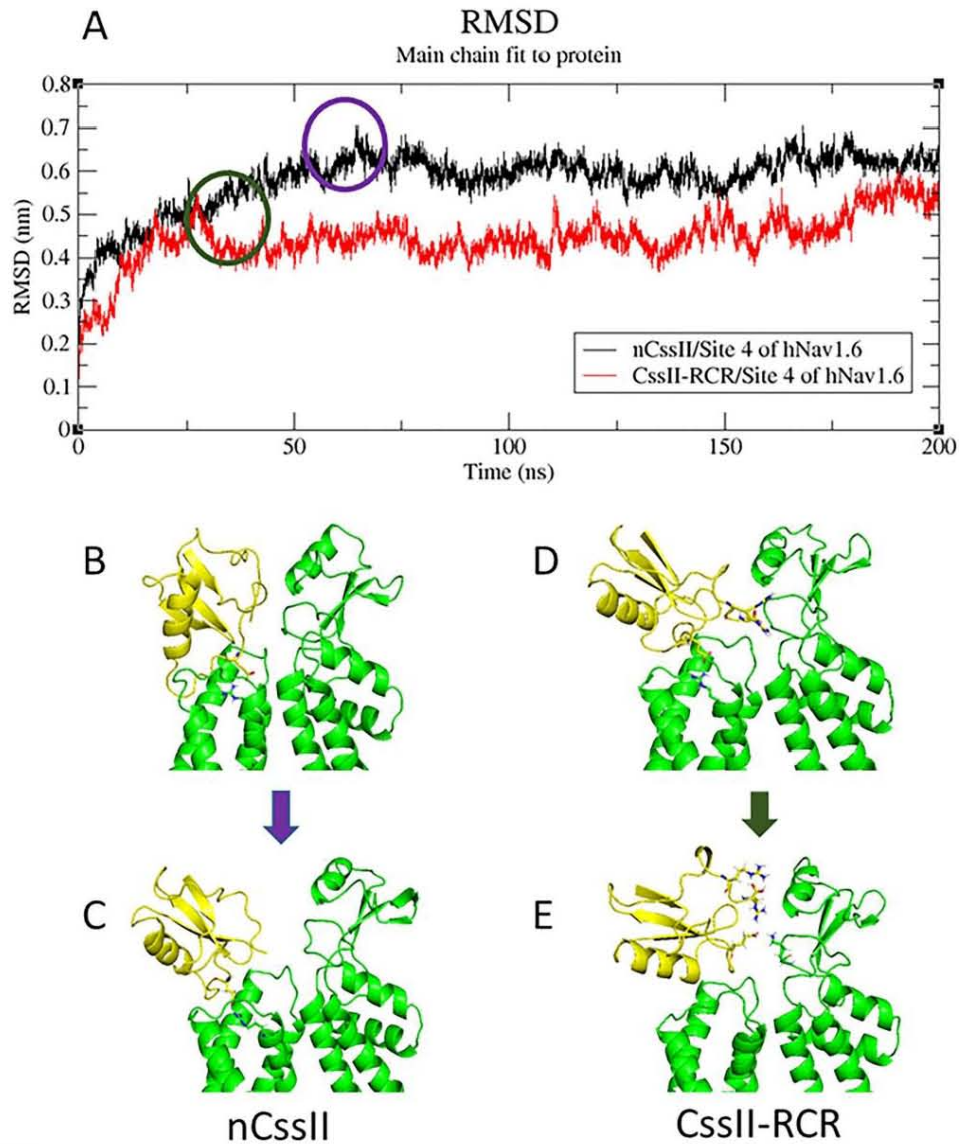 A
RMSD
Main chain fit to protein
RMSD (nm)
0.8
0.7
0.6
0.5
0.4
0.3
0.2
0.1
0
0 50 100 150 200
Time (ns)
nCssII/Site 4 of hNav1.6
CssII-RCR/Site 4 of hNav1.6
B
D
C
E
nCssII
CssII-RCR